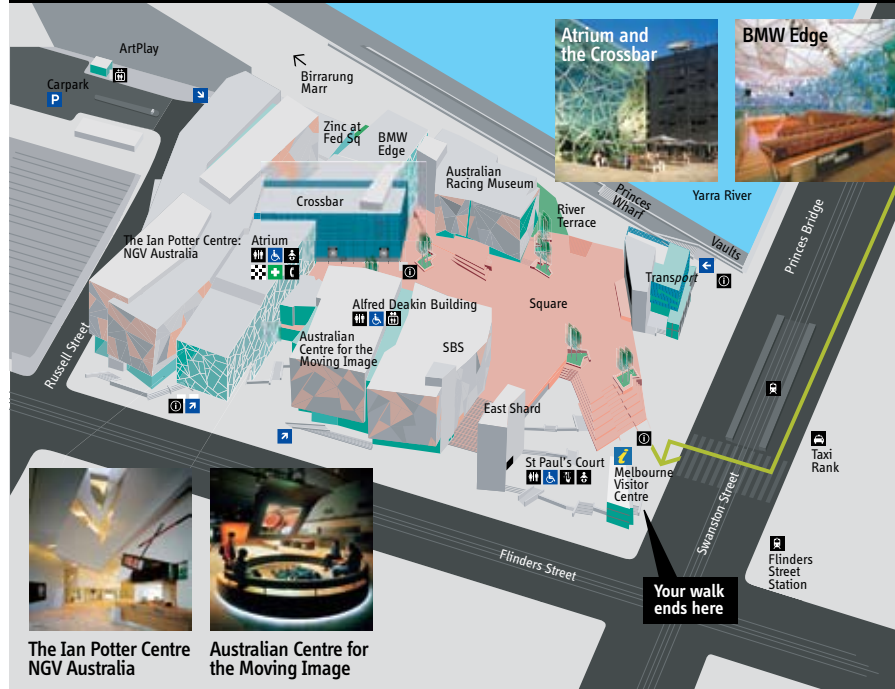 Atrium and
the Crossbar
BMW Edge
ArtPlay
Carpark
P
Birrarung
Marr
Zinc at
Fed Sq
BMW
Edge
Australian
Racing Museum
Crossbar
River
Terrace
Princes
Wharf
Yarra River
Vaults
Princes Bridge
The Ian Potter Centre:
NGV Australia
Atrium
Transport
Square
Alfred Deakin Building
Australian
Centre for the
Moving Image
SBS
Russell Street
East Shard
St Paul's Court
i
Melbourne
Visitor
Centre
Taxi
Rank
Swanston Street
Flinders Street
Flinders
Street
Station
Your walk
ends here
The Ian Potter Centre
NGV Australia
Australian Centre for
the Moving Image